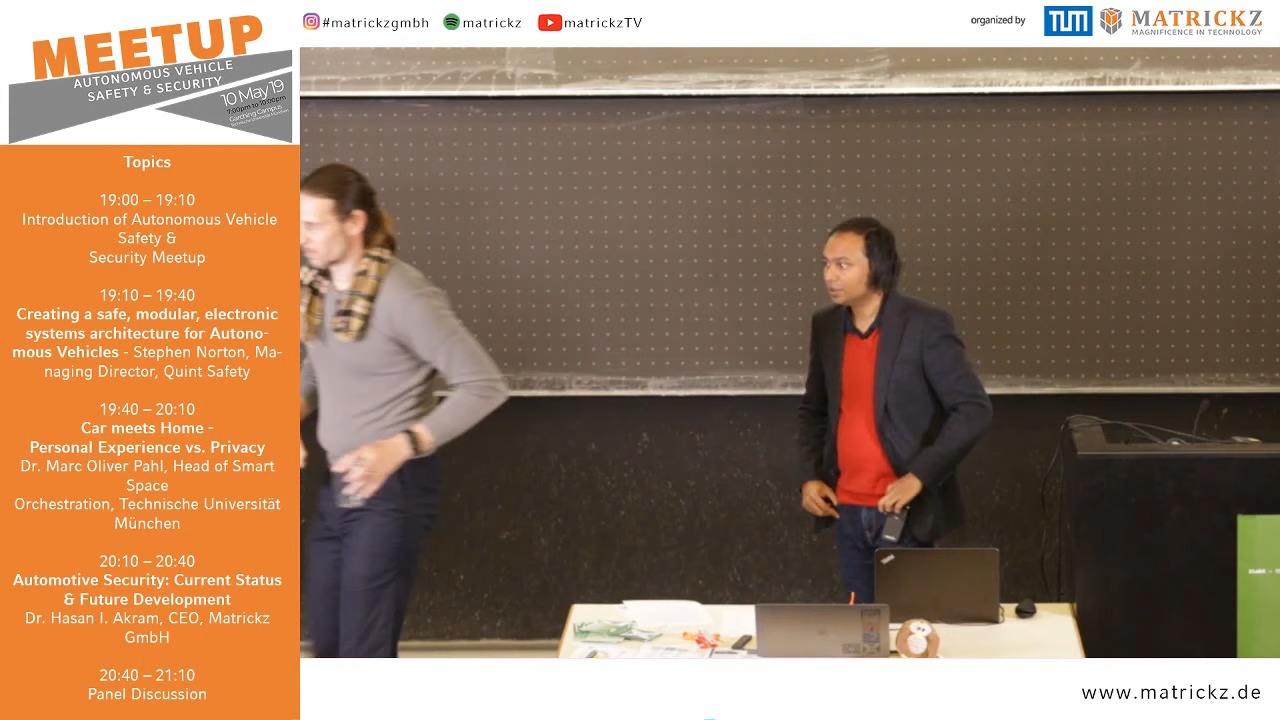 MEETUP
AUTONOMOUS VEHICLE
SAFETY & SECURITY
10 May 19
7:00pm to 10:00pm
Garching Campus
#matrickzgmbh
matrickz
matrickzTV
organized by
TUM
MATRICKZ
MAGNIFICENCE IN TECHNOLOGY
Topics
19:00 – 19:10
Introduction of Autonomous Vehicle
Safety &
Security Meetup
19:10 – 19:40
Creating a safe, modular, electronic
systems architecture for Autono-
mous Vehicles - Stephen Norton, Ma-
naging Director, Quint Safety
19:40 – 20:10
Car meets Home -
Personal Experience vs. Privacy
Dr. Marc Oliver Pahl, Head of Smart
Space
Orchestration, Technische Universität
München
20:10 – 20:40
Automotive Security: Current Status
& Future Development
Dr. Hasan I. Akram, CEO, Matrickz
GmbH
20:40 – 21:10
Panel Discussion
www.matrickz.de